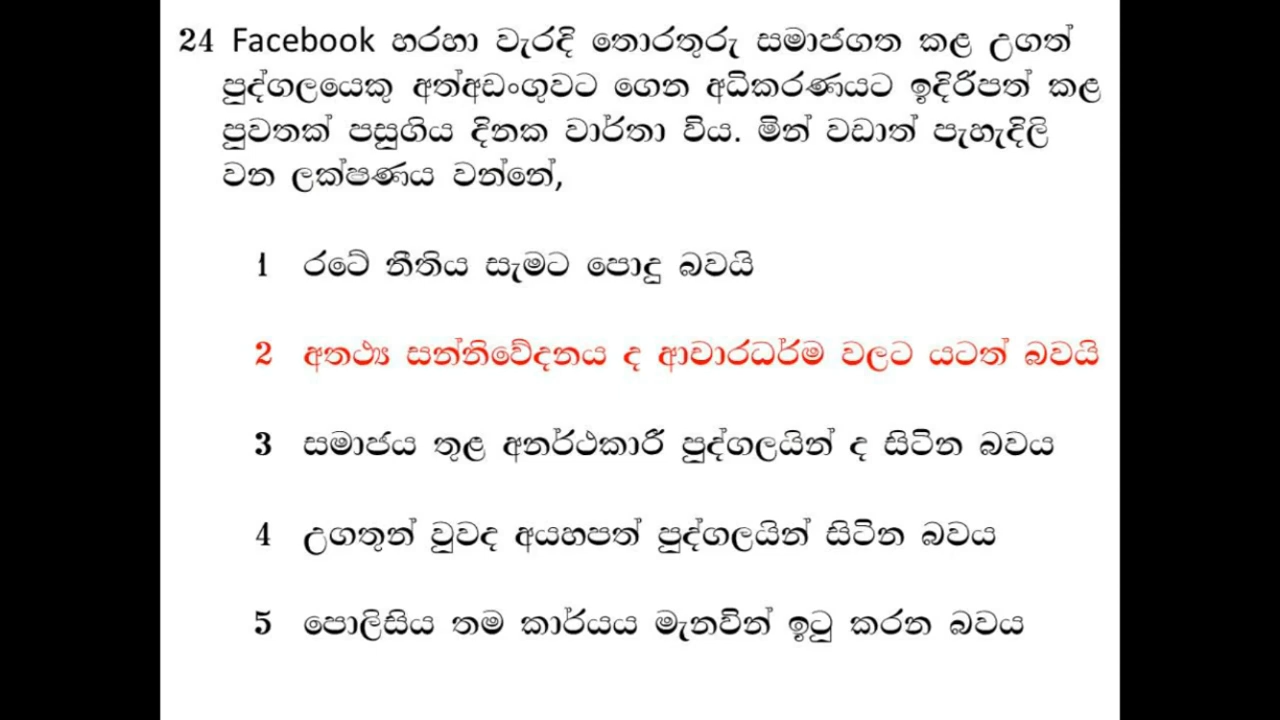 24 Facebook හරහා වැරදි තොරතුරු සමාජගත කළ උගත්
පුද්ගලයෙකු අත්අඩංගුවට ගෙන අධිකරණයට ඉදිරිපත් කළ
පුවතක් පසුගිය දිනක වාර්තා විය. මින් වඩාත් පැහැදිලි
වන ලක්ෂණය වන්නේ,
1 රටේ නීතිය සැමට පොදු බවයි
2 අතථ්‍ය සන්නිවේදනය ද ආචාරධර්ම වලට යටත් බවයි
3 සමාජය තුළ අනර්ථකාරී පුද්ගලයින් ද සිටින බවය
4 උගතුන් වුවද අයහපත් පුද්ගලයින් සිටින බවය
5 පොලිසිය තම කාර්යය මැනවින් ඉටු කරන බවය